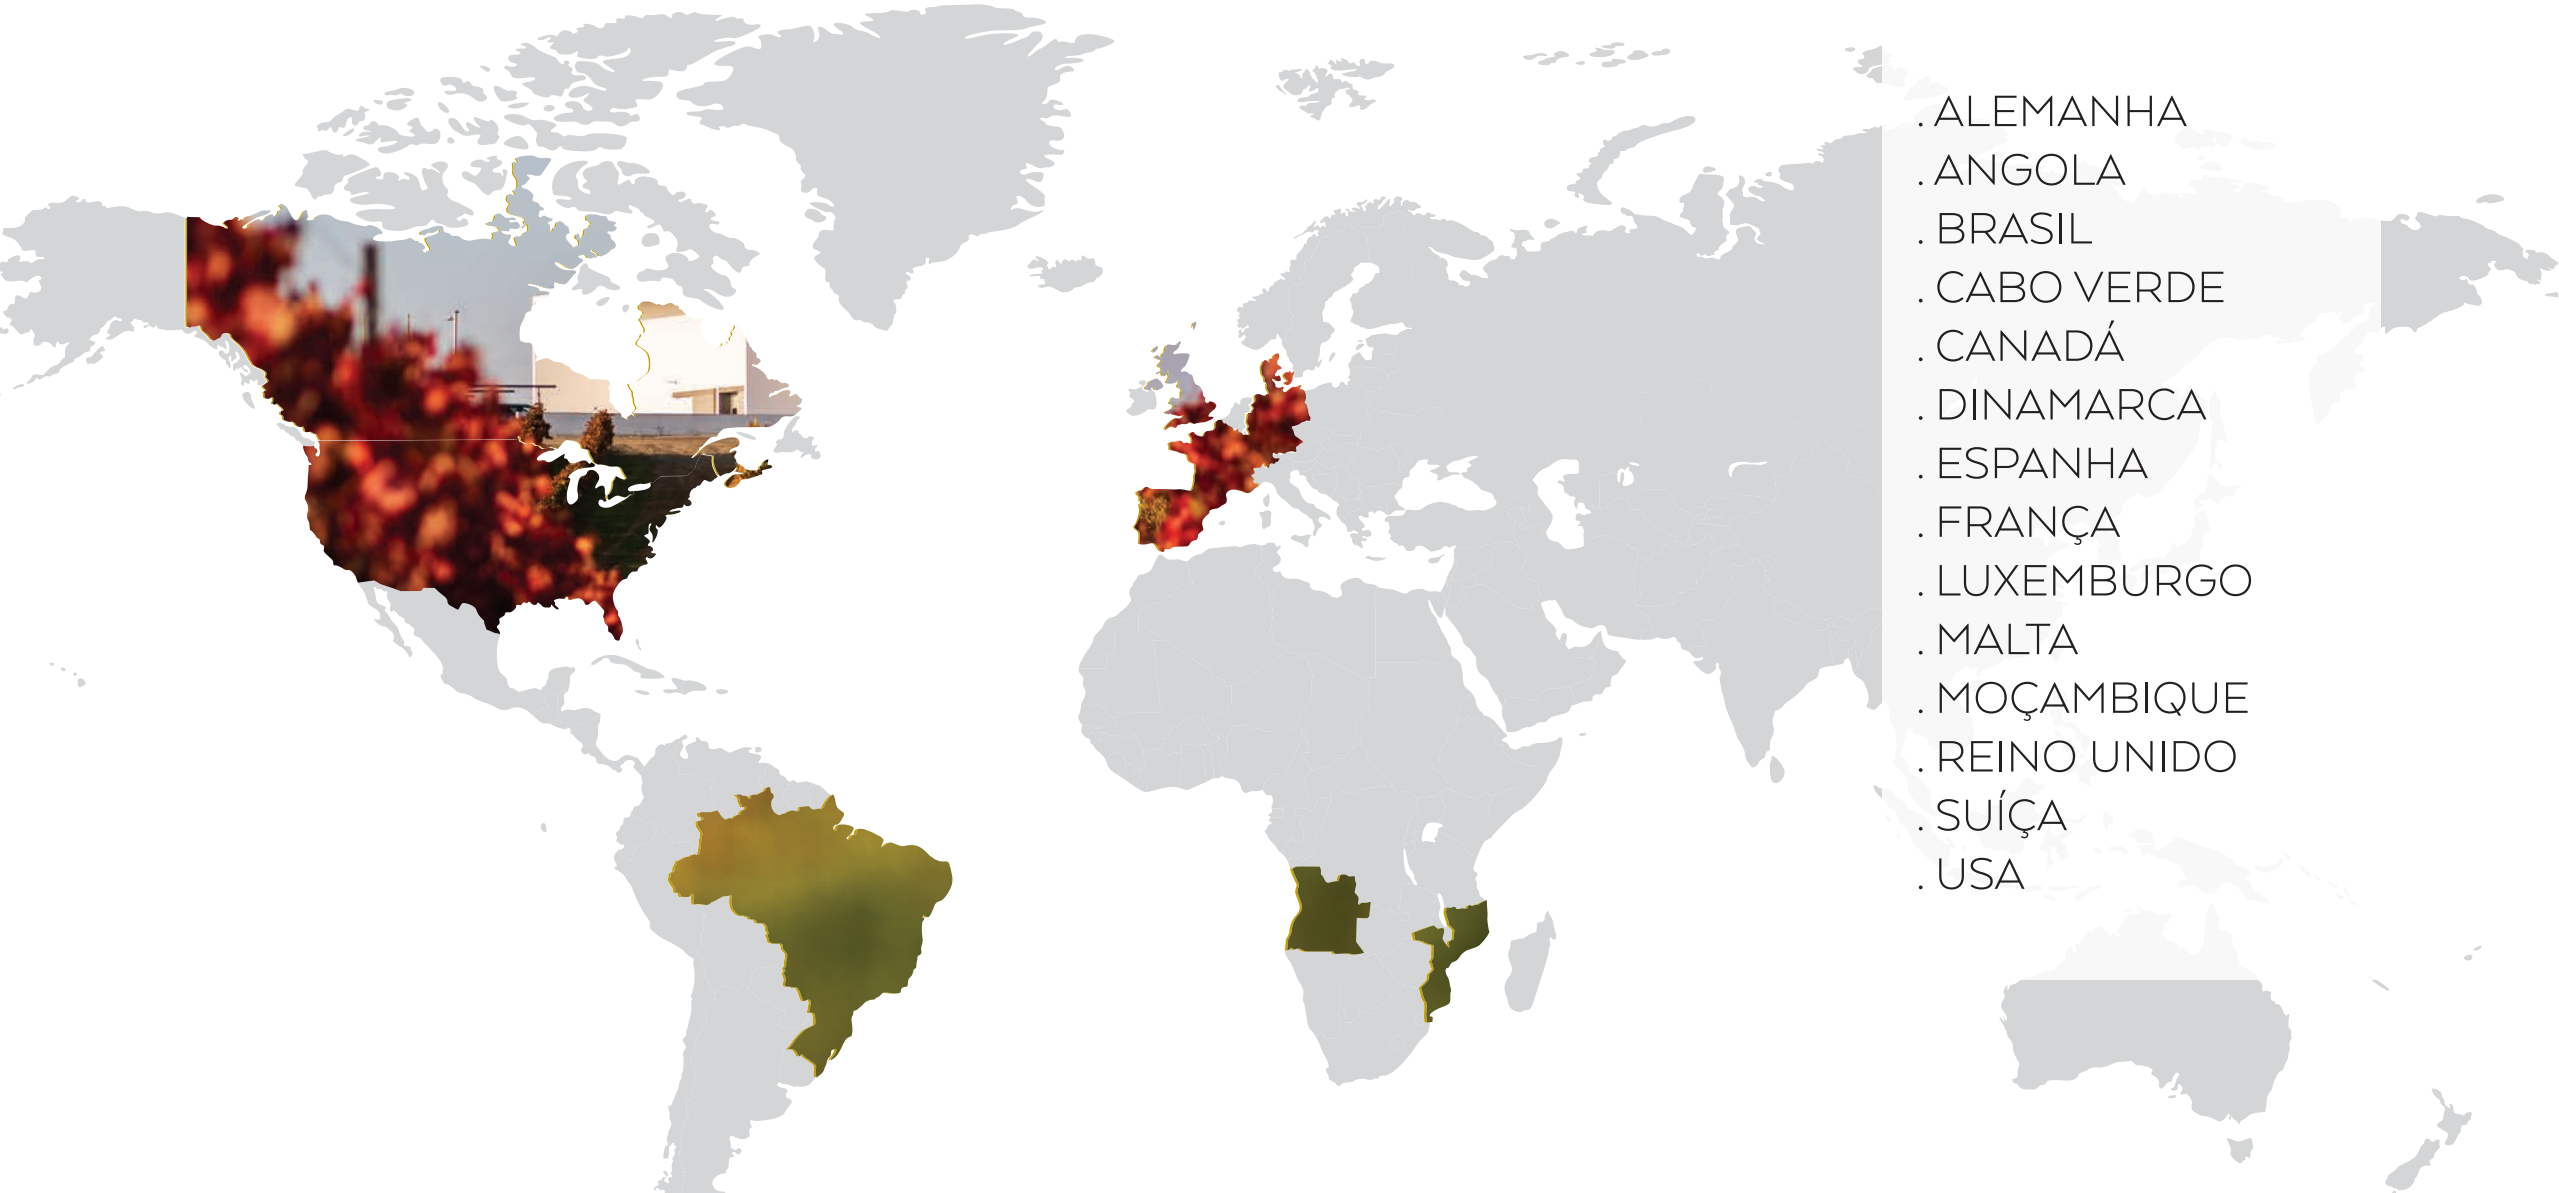 . ALEMANHA
. ANGOLA
. BRASIL
. CABO VERDE
. CANADÁ
. DINAMARCA
. ESPANHA
. FRANÇA
. LUXEMBURGO
. MALTA
. MOÇAMBIQUE
. REINO UNIDO
. SUÍÇA
. USA